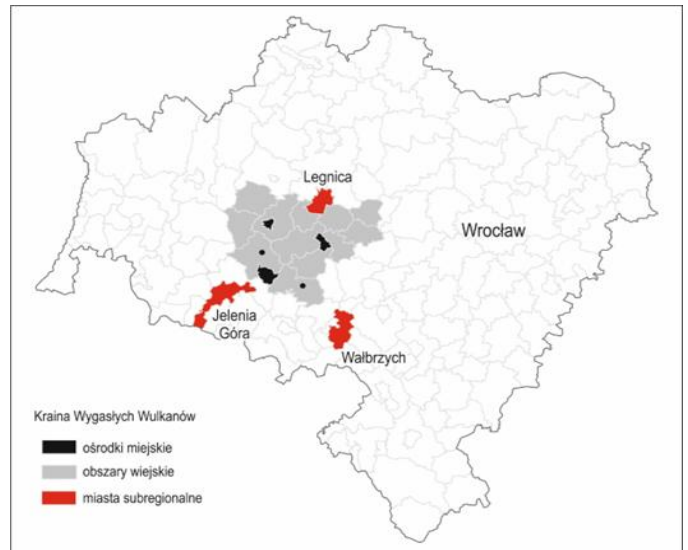 Legnica
Wrocław
Jelenia
Góra
Wałbrzych
Kraina Wygasłych Wulkanów
ośrodki miejskie
obszary wiejskie
miasta subregionalne